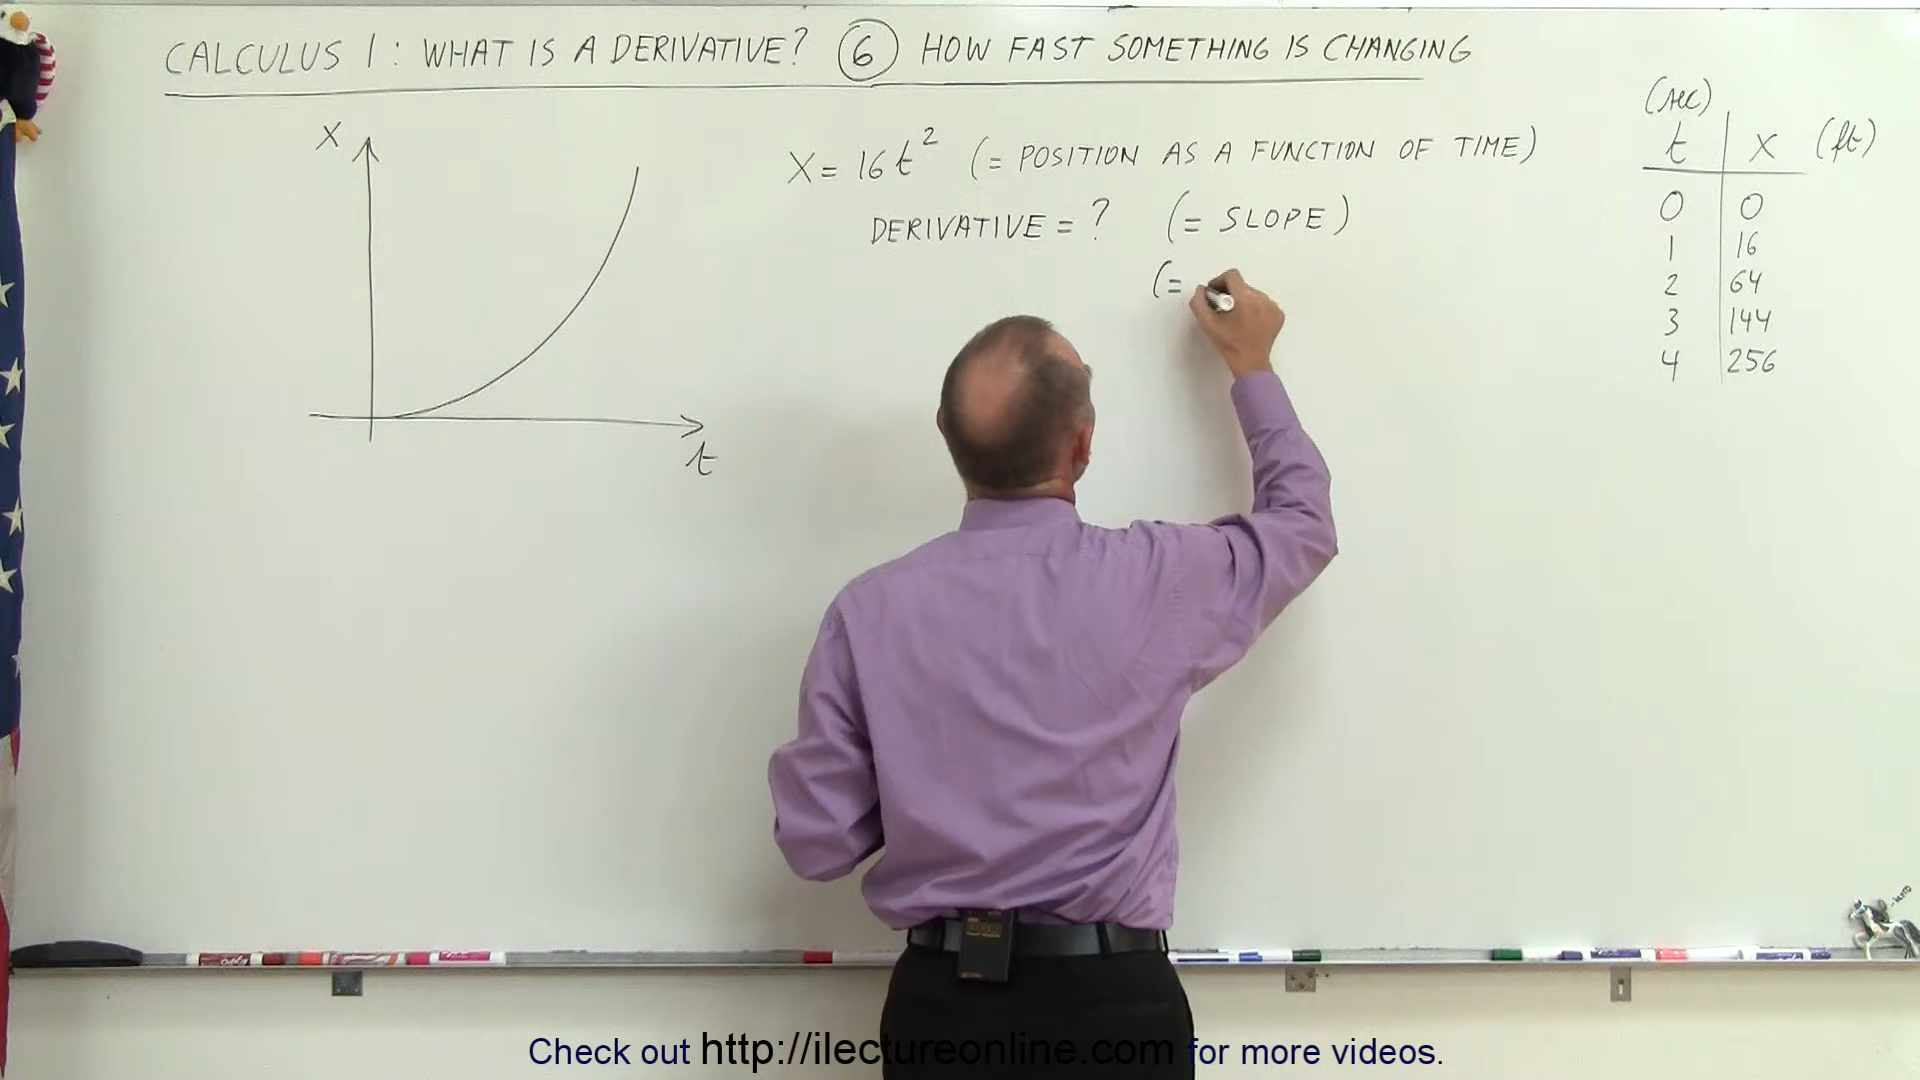 CALCULUS 1: WHAT IS A DERIVATIVE? 6 HOW FAST SOMETHING IS CHANGING
X
t
X = 16t² (= POSITION AS A FUNCTION OF TIME)
DERIVATIVE = ? (= SLOPE)
(=
(sec)
t X (ft)
0 0
1 16
2 64
3 144
4 256
Check out http://ilectureonline.com for more videos.